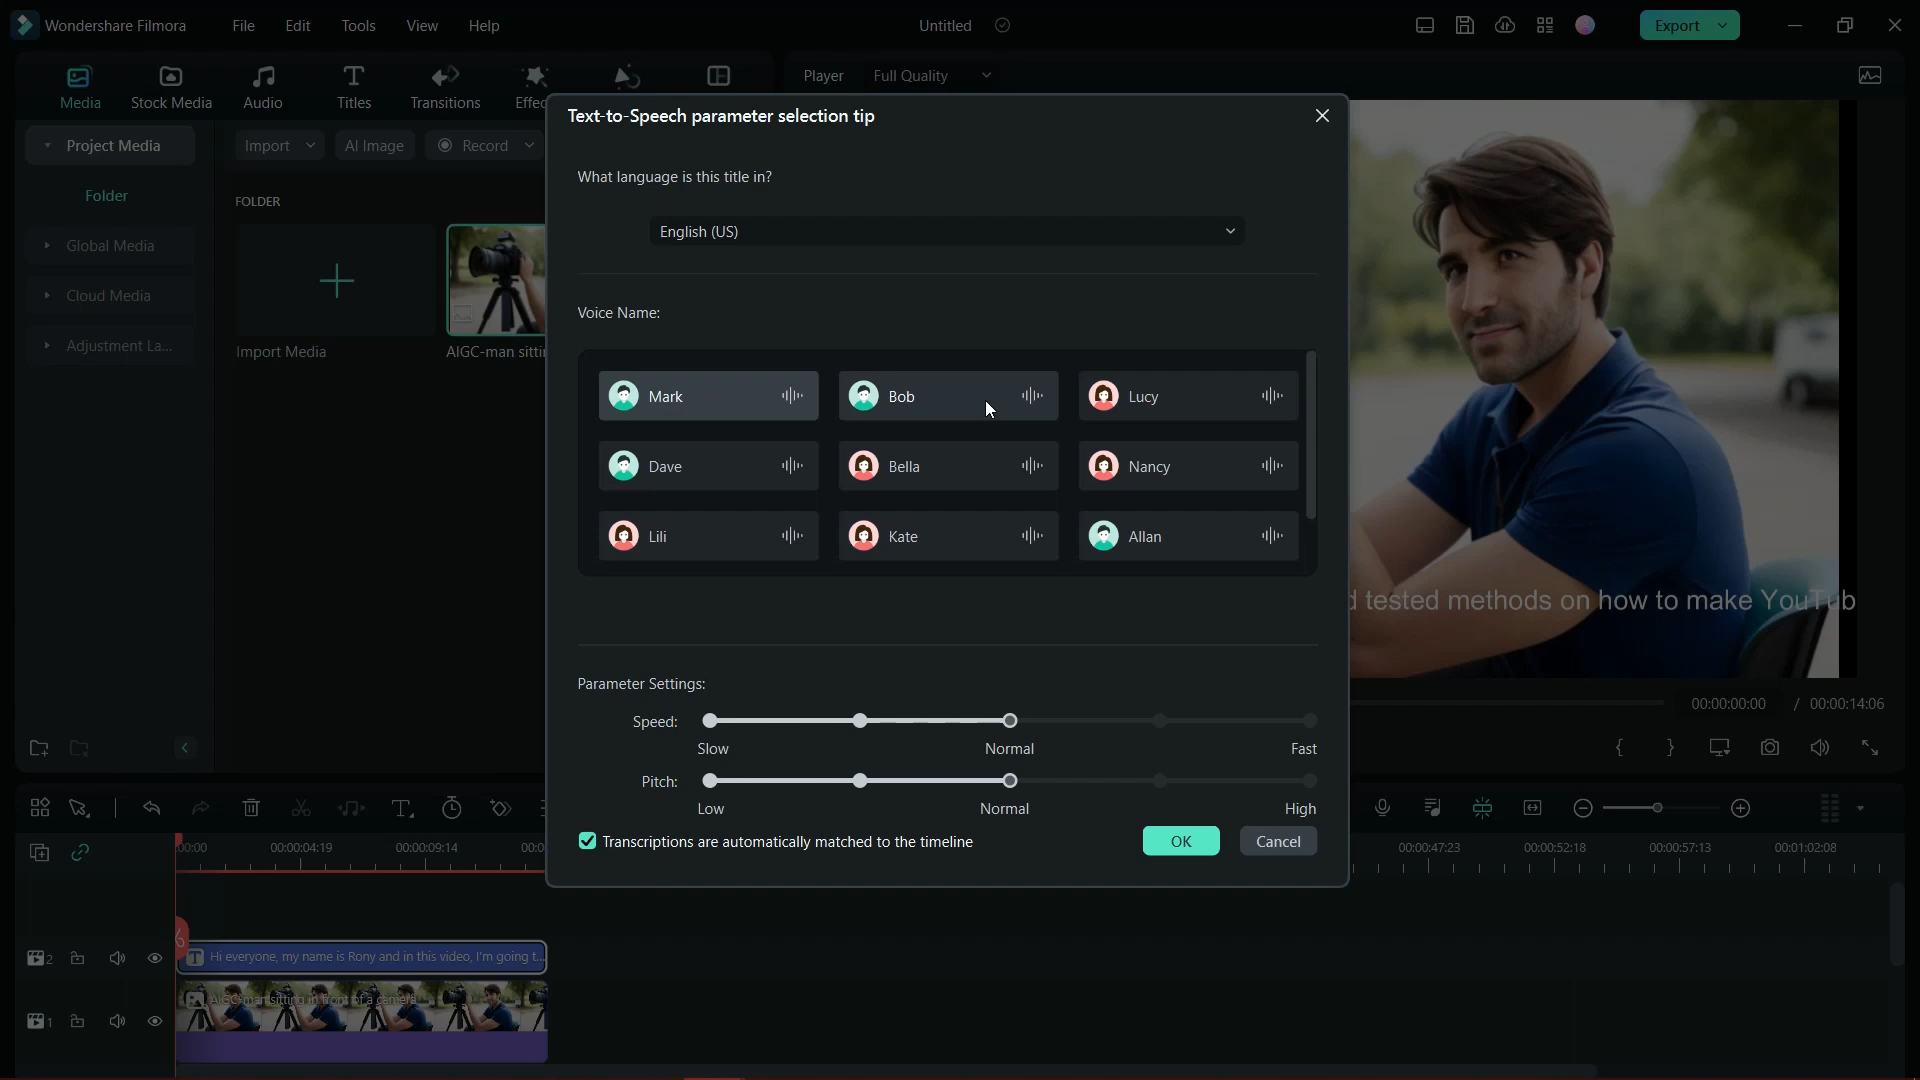 Wondershare Filmora File Edit Tools View Help Untitled Export
Media Stock Media Audio Titles Transitions
Player Full Quality
Text-to-Speech parameter selection tip
Project Media Import AI Image Record
Folder FOLDER
Global Media
Cloud Media
Adjustment La...
Import Media AIGC-man sittin
What language is this title in?
English (US)
Voice Name:
Mark Bob Lucy
Dave Bella Nancy
Lili Kate Allan
d tested methods on how to make YouTub
Parameter Settings:
Speed:
Slow Normal Fast
Pitch:
Low Normal High
Transcriptions are automatically matched to the timeline OK Cancel
00:00:00:00 / 00:00:14:06
00:00:04:19 00:00:09:14 00:00:47:23 00:00:52:18 00:00:57:13 00:01:02:08
2 Hi everyone, my name is Rony and in this video, I'm going t...
AIGC-man sitting in front of a camera
1